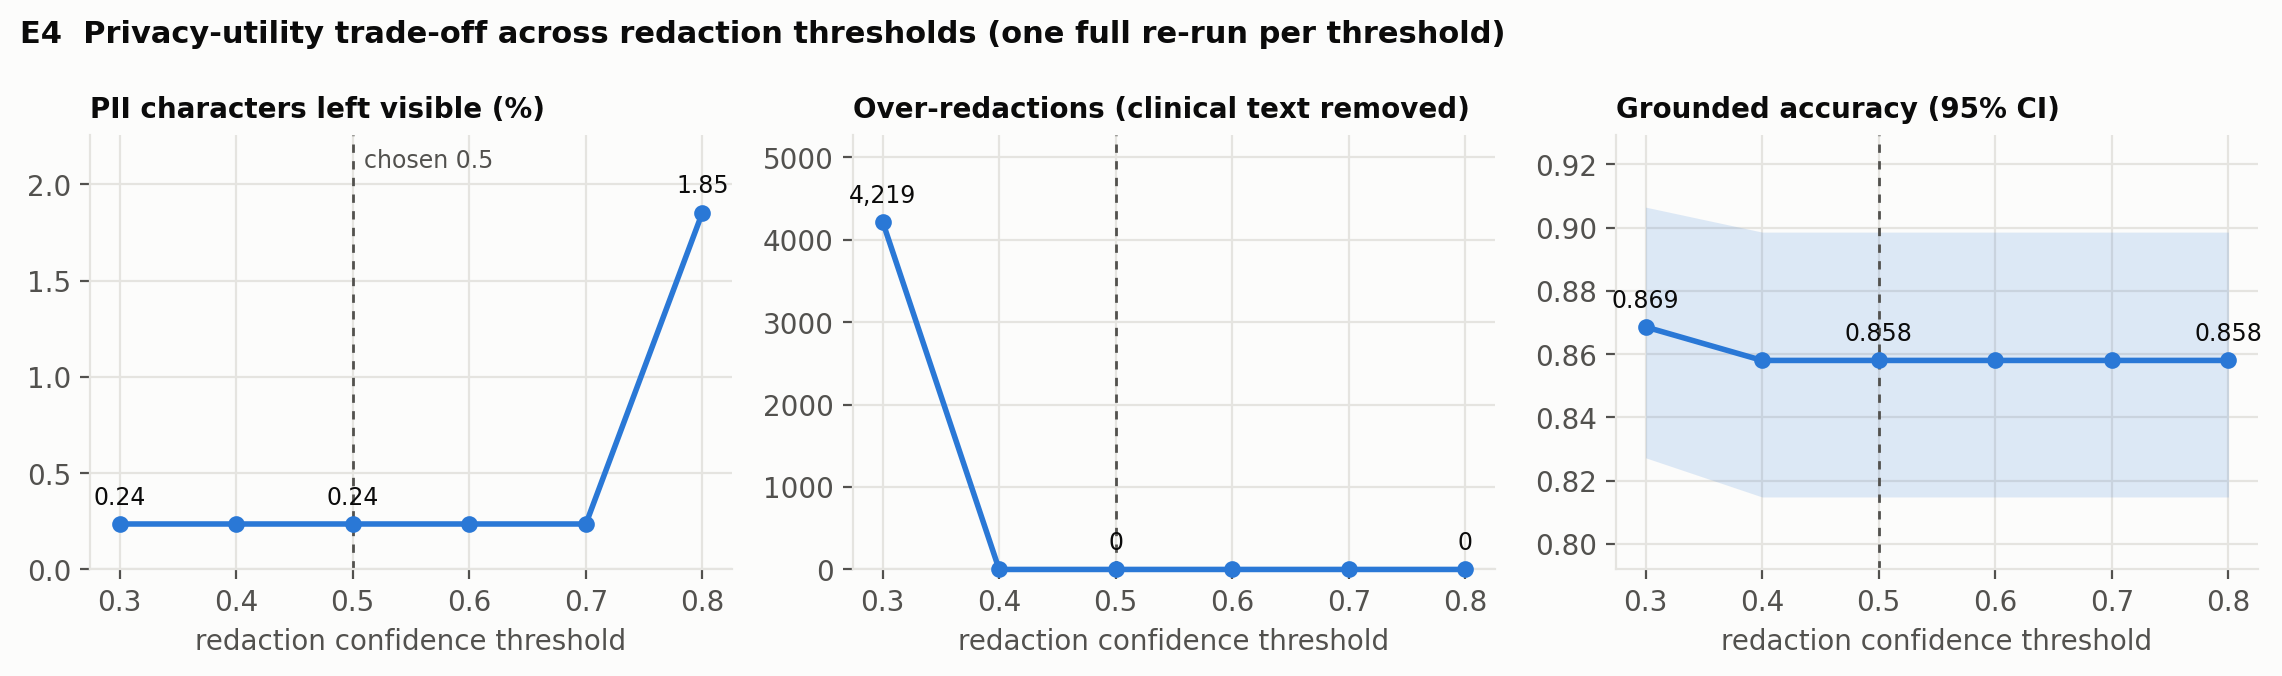 E4  Privacy-utility trade-off across redaction thresholds (one full re-run per threshold)
PII characters left visible (%)
2.0
1.5
1.0
0.5
0.0
chosen 0.5
0.24
0.24
1.85
0.3 0.4 0.5 0.6 0.7 0.8
redaction confidence threshold
Over-redactions (clinical text removed)
5000
4000
3000
2000
1000
0
4,219
0
0
0.3 0.4 0.5 0.6 0.7 0.8
redaction confidence threshold
Grounded accuracy (95% CI)
0.92
0.90
0.88
0.86
0.84
0.82
0.80
0.869
0.858
0.858
0.3 0.4 0.5 0.6 0.7 0.8
redaction confidence threshold